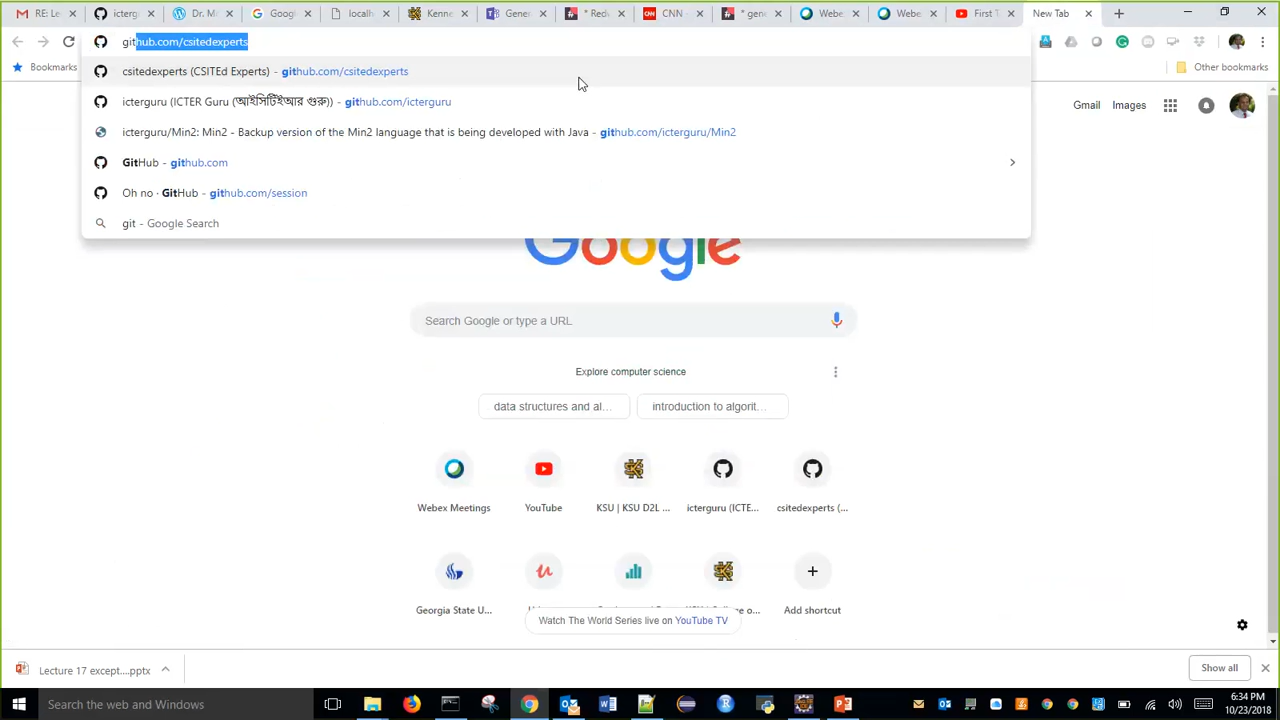 RE: Le
icterg
Dr. M
Googl
localh
Kenne
Gener
* Redv
CNN -
* gene
Webe
Webe
First T
New Tab
github.com/csitedexperts
Bookmarks
Other bookmarks
csitedexperts (CSITEd Experts) - github.com/csitedexperts
icterguru (ICTER Guru (আইসিটিইআর গুরু)) - github.com/icterguru
icterguru/Min2: Min2 - Backup version of the Min2 language that is being developed with Java - github.com/icterguru/Min2
GitHub - github.com
Oh no · GitHub - github.com/session
git - Google Search
Gmail Images
Google
Search Google or type a URL
Explore computer science
data structures and al...
introduction to algorit...
Webex Meetings
YouTube
KSU | KSU D2L ...
icterguru (ICTE...
csitedexperts (...
Georgia State U...
Add shortcut
Watch The World Series live on YouTube TV
Lecture 17 except....pptx
Show all
Search the web and Windows
6:34 PM
10/23/2018